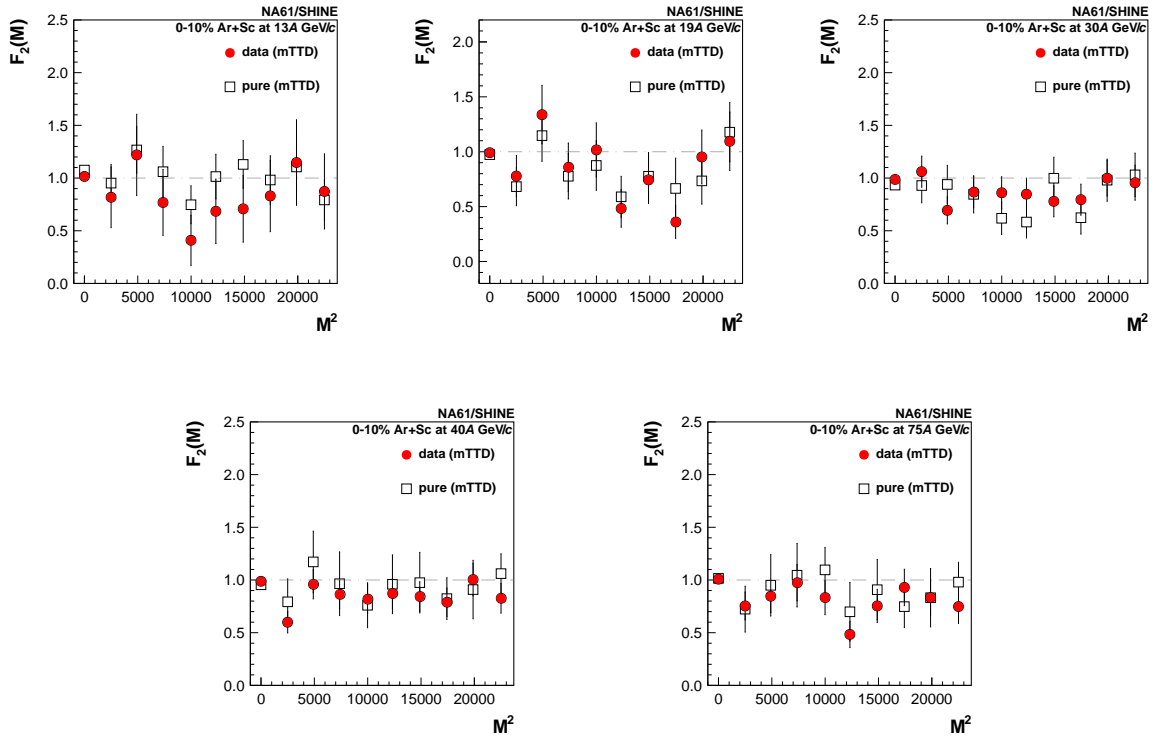 NA61/SHINE
0-10% Ar+Sc at 13A GeV/c
F2(M)
data (mTTD)
pure (mTTD)
2.5
2.0
1.5
1.0
0.5
0.0
0 5000 10000 15000 20000
M²
NA61/SHINE
0-10% Ar+Sc at 19A GeV/c
F2(M)
data (mTTD)
pure (mTTD)
2.0
1.5
1.0
0.5
0.0
0 5000 10000 15000 20000
M²
NA61/SHINE
0-10% Ar+Sc at 30A GeV/c
F2(M)
data (mTTD)
pure (mTTD)
2.5
2.0
1.5
1.0
0.5
0.0
0 5000 10000 15000 20000
M²
NA61/SHINE
0-10% Ar+Sc at 40A GeV/c
F2(M)
data (mTTD)
pure (mTTD)
2.5
2.0
1.5
1.0
0.5
0.0
0 5000 10000 15000 20000
M²
NA61/SHINE
0-10% Ar+Sc at 75A GeV/c
F2(M)
data (mTTD)
pure (mTTD)
2.5
2.0
1.5
1.0
0.5
0.0
0 5000 10000 15000 20000
M²